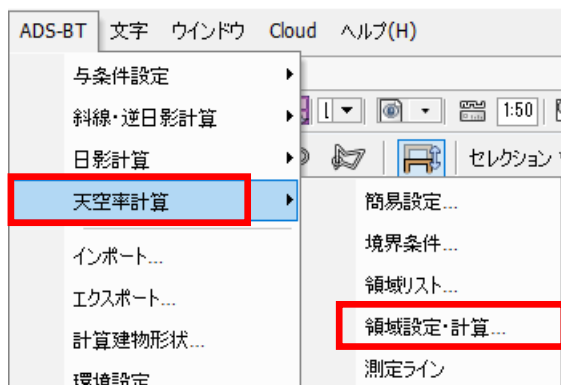 ADS-BT 文字 ウインドウ Cloud ヘルプ(H)
与条件設定
斜線・逆日影計算
日影計算
天空率計算
インポート...
エクスポート...
計算建物形状...
環境設定
1:50
セレクション
簡易設定...
境界条件...
領域リスト...
領域設定・計算...
測定ライン